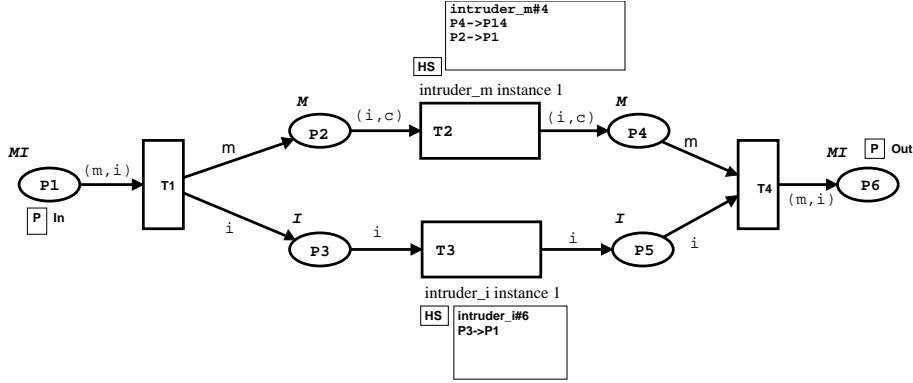 intruder_m#4
P4->P14
P2->P1
HS
intruder_m instance 1
M
M
(i,c)
(i,c)
P2
T2
P4
m
m
MI
MI
P Out
(m,i)
P1
T1
T4
P6
(m,i)
P In
I
I
i
i
i
i
P3
T3
P5
intruder_i instance 1
HS
intruder_i#6
P3->P1